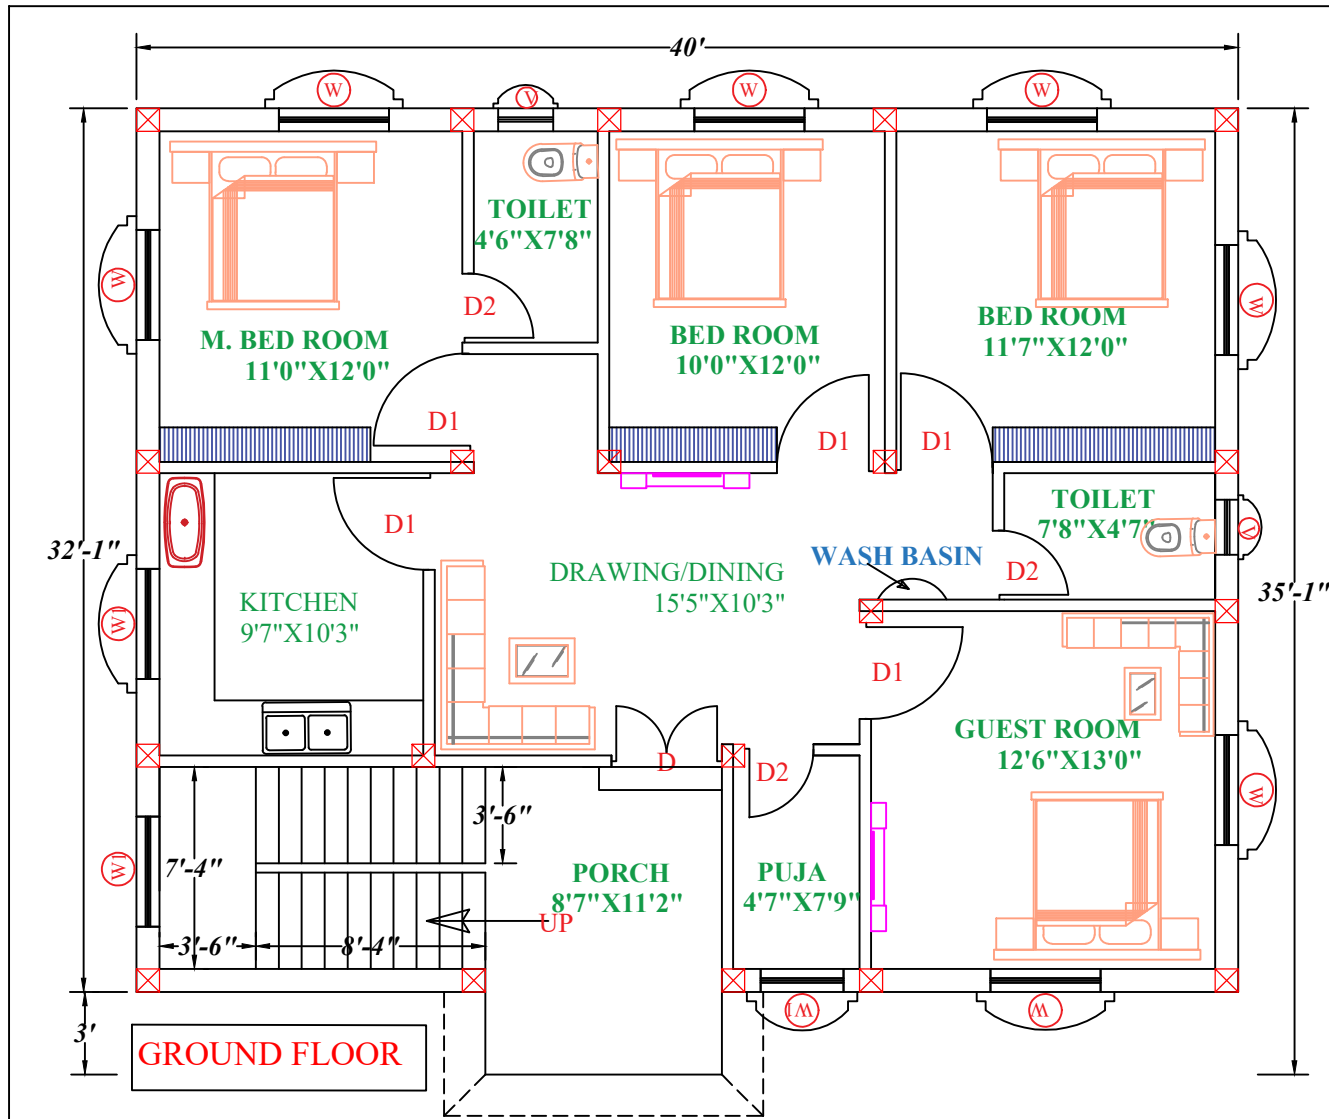 40'
W
V
W
W
TOILET
4'6"X7'8"
W
W
D2
M. BED ROOM
11'0"X12'0"
BED ROOM
10'0"X12'0"
BED ROOM
11'7"X12'0"
D1
D1
D1
TOILET
7'8"X4'7"
V
D1
32'-1"
WASH BASIN
DRAWING/DINING
15'5"X10'3"
D2
35'-1"
KITCHEN
9'7"X10'3"
W1
D1
GUEST ROOM
12'6"X13'0"
D
D2
W
3'-6"
7'-4"
W1
PORCH
8'7"X11'2"
PUJA
4'7"X7'9"
UP
3'-6"
8'-4"
W1
W
3'
GROUND FLOOR